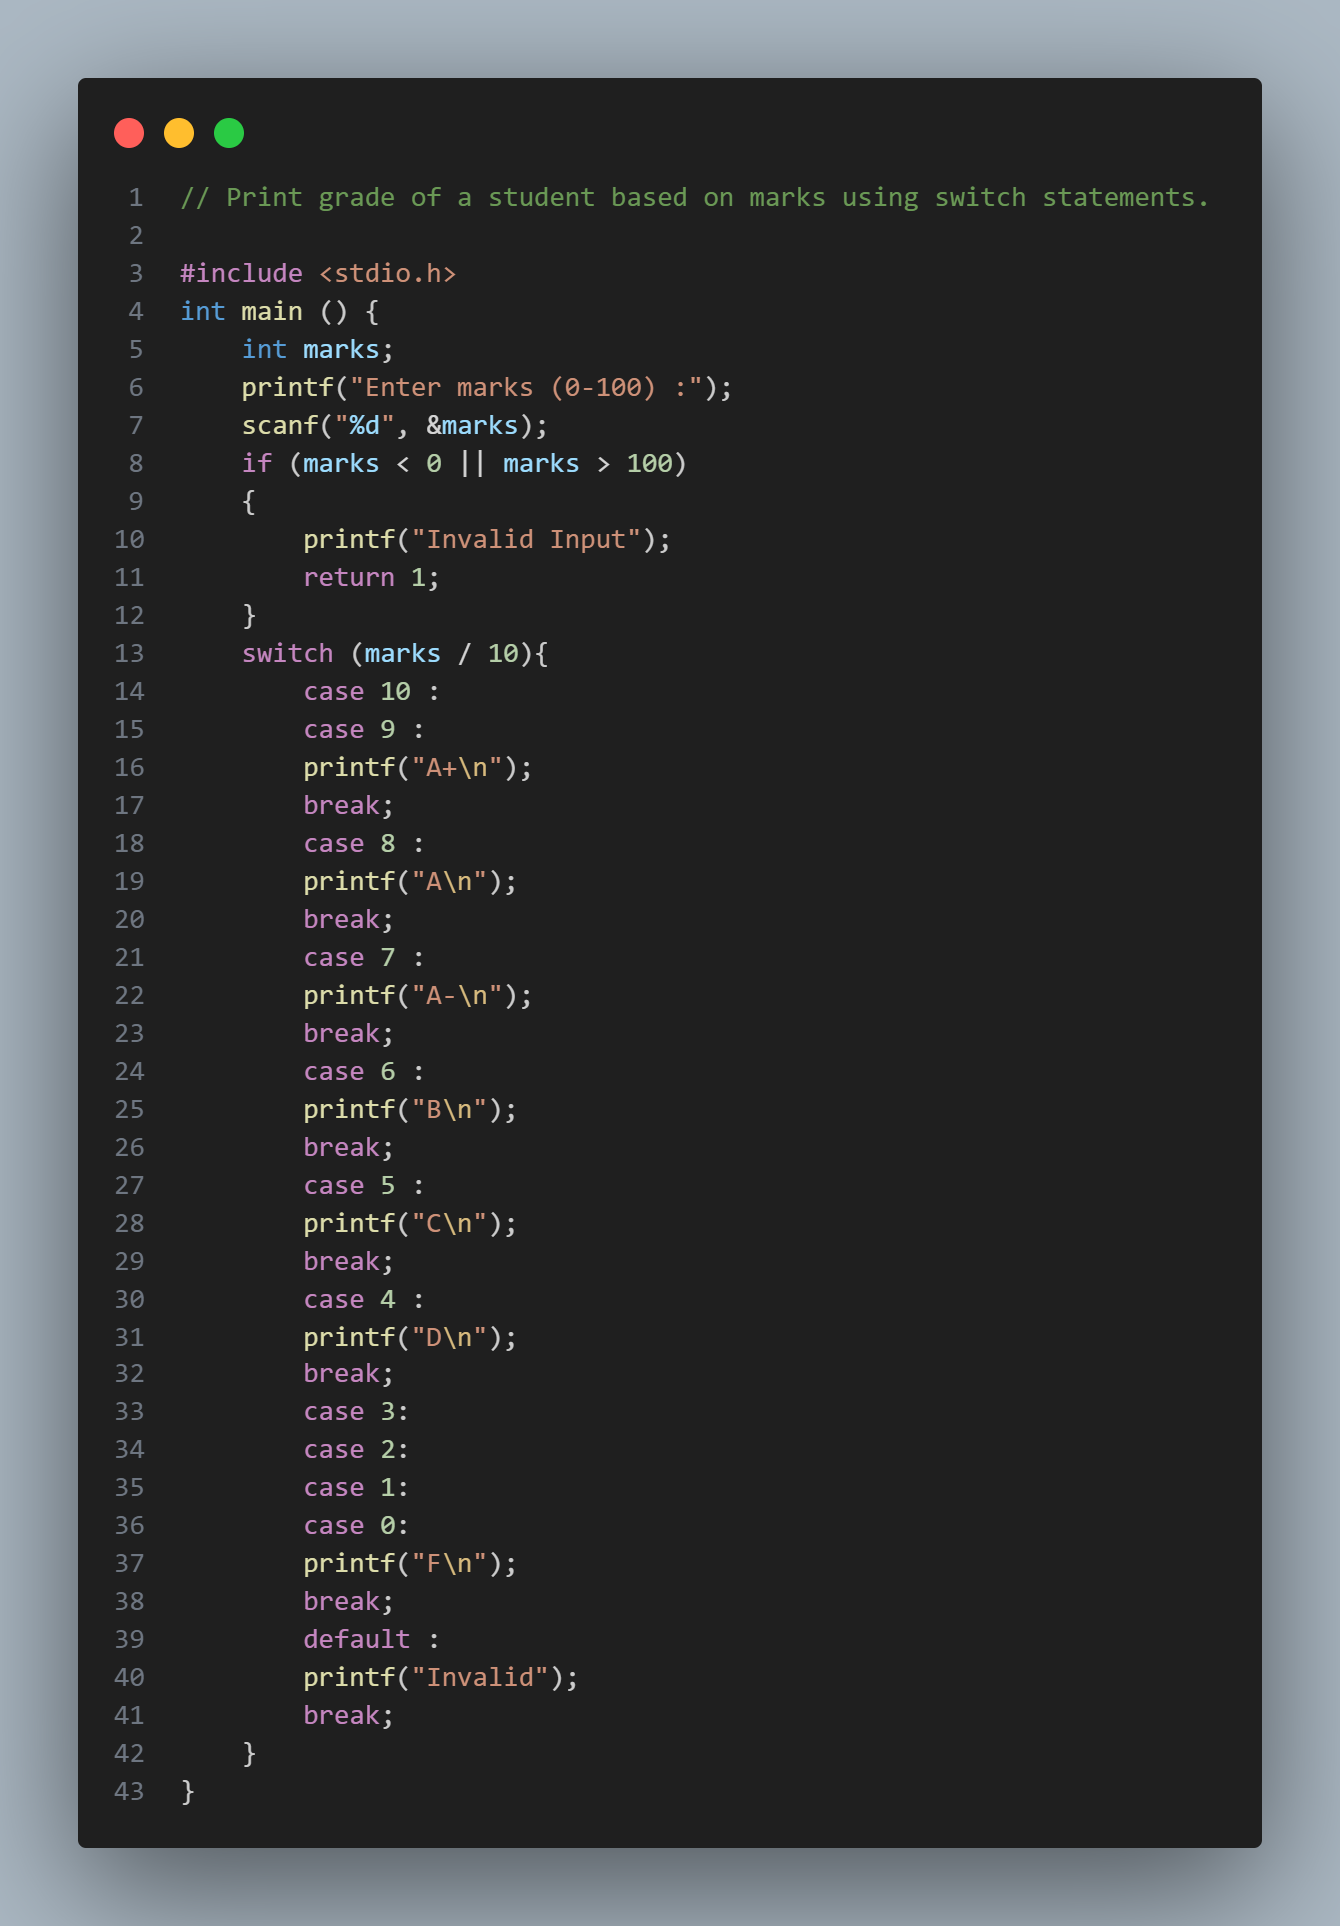 1 // Print grade of a student based on marks using switch statements.
2
3 #include <stdio.h>
4 int main () {
5     int marks;
6     printf("Enter marks (0-100) :");
7     scanf("%d", &marks);
8     if (marks < 0 || marks > 100)
9     {
10         printf("Invalid Input");
11         return 1;
12     }
13     switch (marks / 10){
14         case 10 :
15         case 9 :
16         printf("A+\n");
17         break;
18         case 8 :
19         printf("A\n");
20         break;
21         case 7 :
22         printf("A-\n");
23         break;
24         case 6 :
25         printf("B\n");
26         break;
27         case 5 :
28         printf("C\n");
29         break;
30         case 4 :
31         printf("D\n");
32         break;
33         case 3:
34         case 2:
35         case 1:
36         case 0:
37         printf("F\n");
38         break;
39         default :
40         printf("Invalid");
41         break;
42     }
43 }